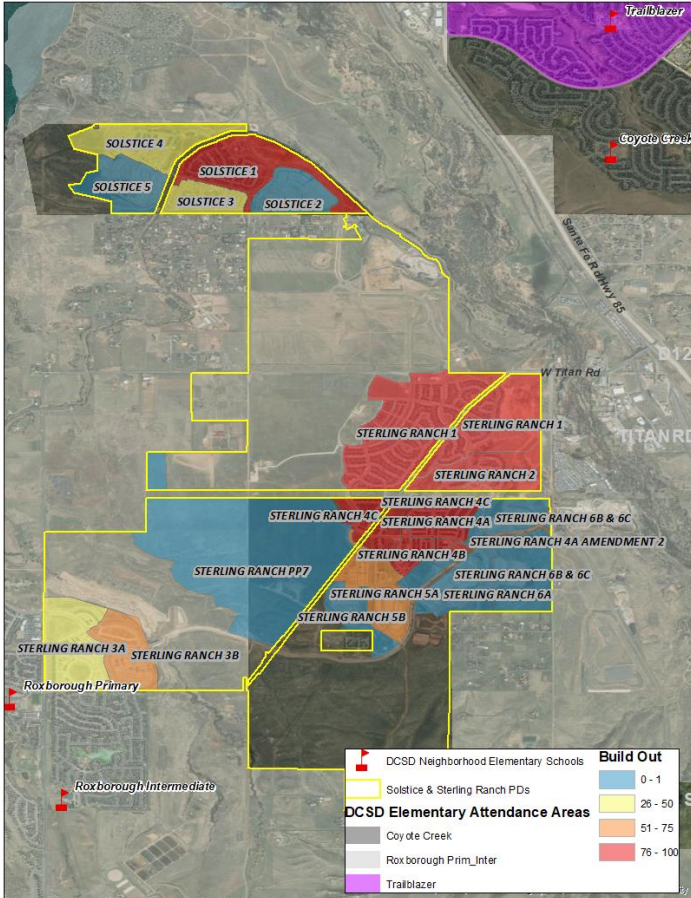 Trailblazer
Coyote Creek
SOLSTICE 4
SOLSTICE 1
SOLSTICE 5
SOLSTICE 3
SOLSTICE 2
Santa Fe Rd/Hwy 85
W Titan Rd
TITAN RD
STERLING RANCH 1
STERLING RANCH 1
STERLING RANCH 2
STERLING RANCH 4C
STERLING RANCH 4C
STERLING RANCH 4A
STERLING RANCH 6B & 6C
STERLING RANCH 4A AMENDMENT 2
STERLING RANCH 4B
STERLING RANCH PP7
STERLING RANCH 6B & 6C
STERLING RANCH 5A
STERLING RANCH 6A
STERLING RANCH 5B
STERLING RANCH 3A
STERLING RANCH 3B
Roxborough Primary
Roxborough Intermediate
DCSD Neighborhood Elementary Schools
Solstice & Sterling Ranch PDs
DCSD Elementary Attendance Areas
Coyote Creek
Roxborough Prim_Inter
Trailblazer
Build Out
0 - 1
26 - 50
51 - 75
76 - 100